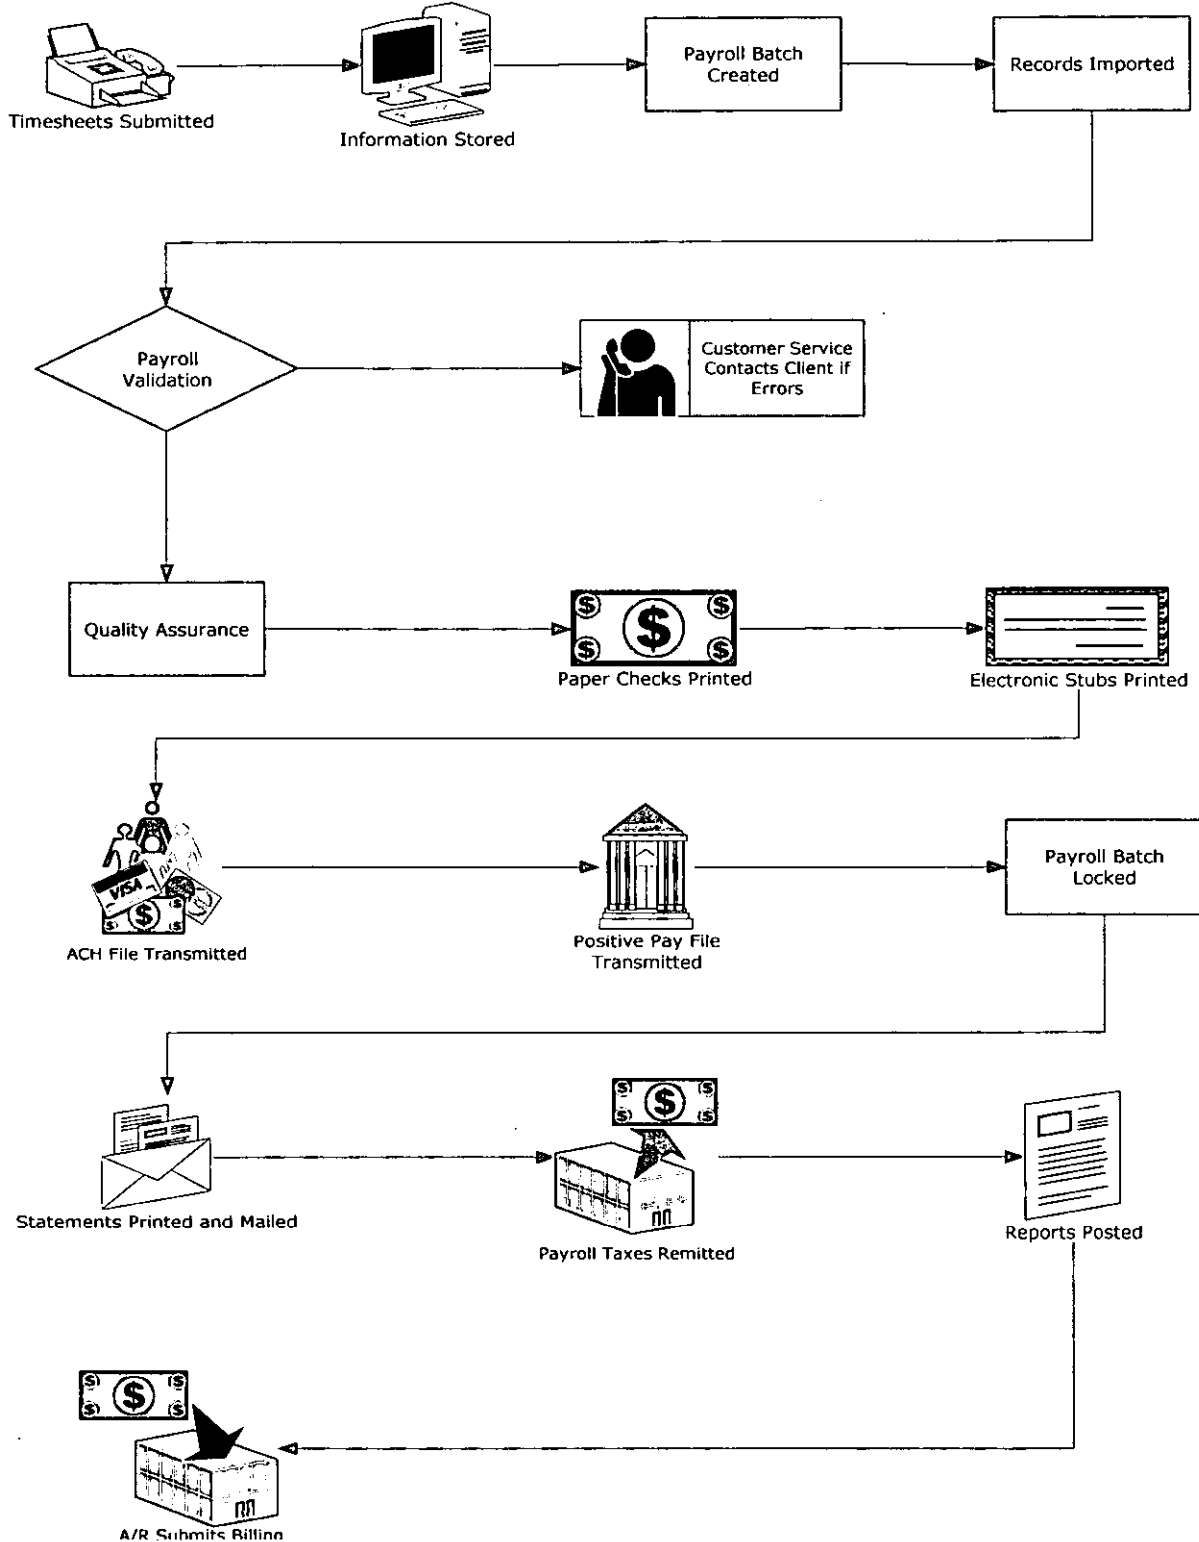 Timesheets Submitted
Information Stored
Payroll Batch
Created
Records Imported
Payroll
Validation
Customer Service
Contacts Client if
Errors
Quality Assurance
$
$
$
$
$
Paper Checks Printed
Electronic Stubs Printed
VISA
$
$
$
$
ACH File Transmitted
Positive Pay File
Transmitted
Payroll Batch
Locked
Statements Printed and Mailed
$
$
$
$
$
Payroll Taxes Remitted
Reports Posted
$
$
$
$
$
A/R Submits Billing